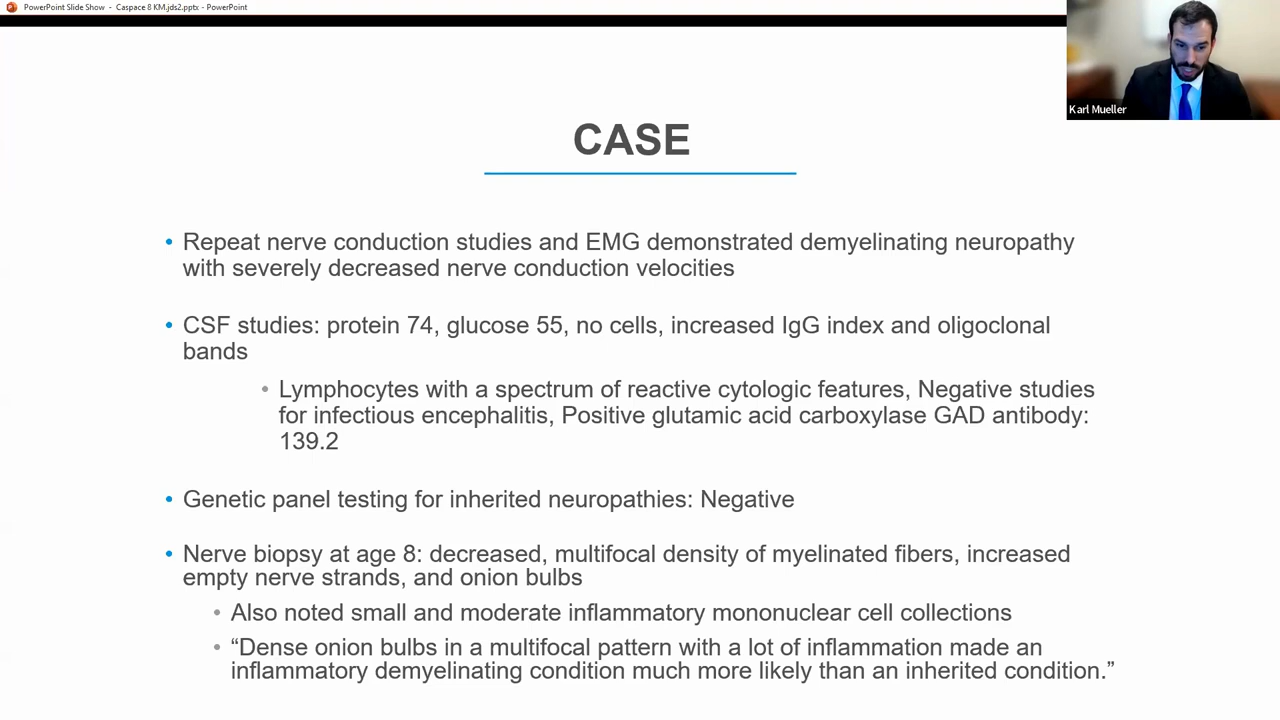 PowerPoint Slide Show - Caspace 8 KM.jds2.pptx - PowerPoint
Karl Mueller
CASE
• Repeat nerve conduction studies and EMG demonstrated demyelinating neuropathy
with severely decreased nerve conduction velocities
• CSF studies: protein 74, glucose 55, no cells, increased IgG index and oligoclonal
bands
• Lymphocytes with a spectrum of reactive cytologic features, Negative studies
for infectious encephalitis, Positive glutamic acid carboxylase GAD antibody:
139.2
• Genetic panel testing for inherited neuropathies: Negative
• Nerve biopsy at age 8: decreased, multifocal density of myelinated fibers, increased
empty nerve strands, and onion bulbs
• Also noted small and moderate inflammatory mononuclear cell collections
• “Dense onion bulbs in a multifocal pattern with a lot of inflammation made an
inflammatory demyelinating condition much more likely than an inherited condition.”